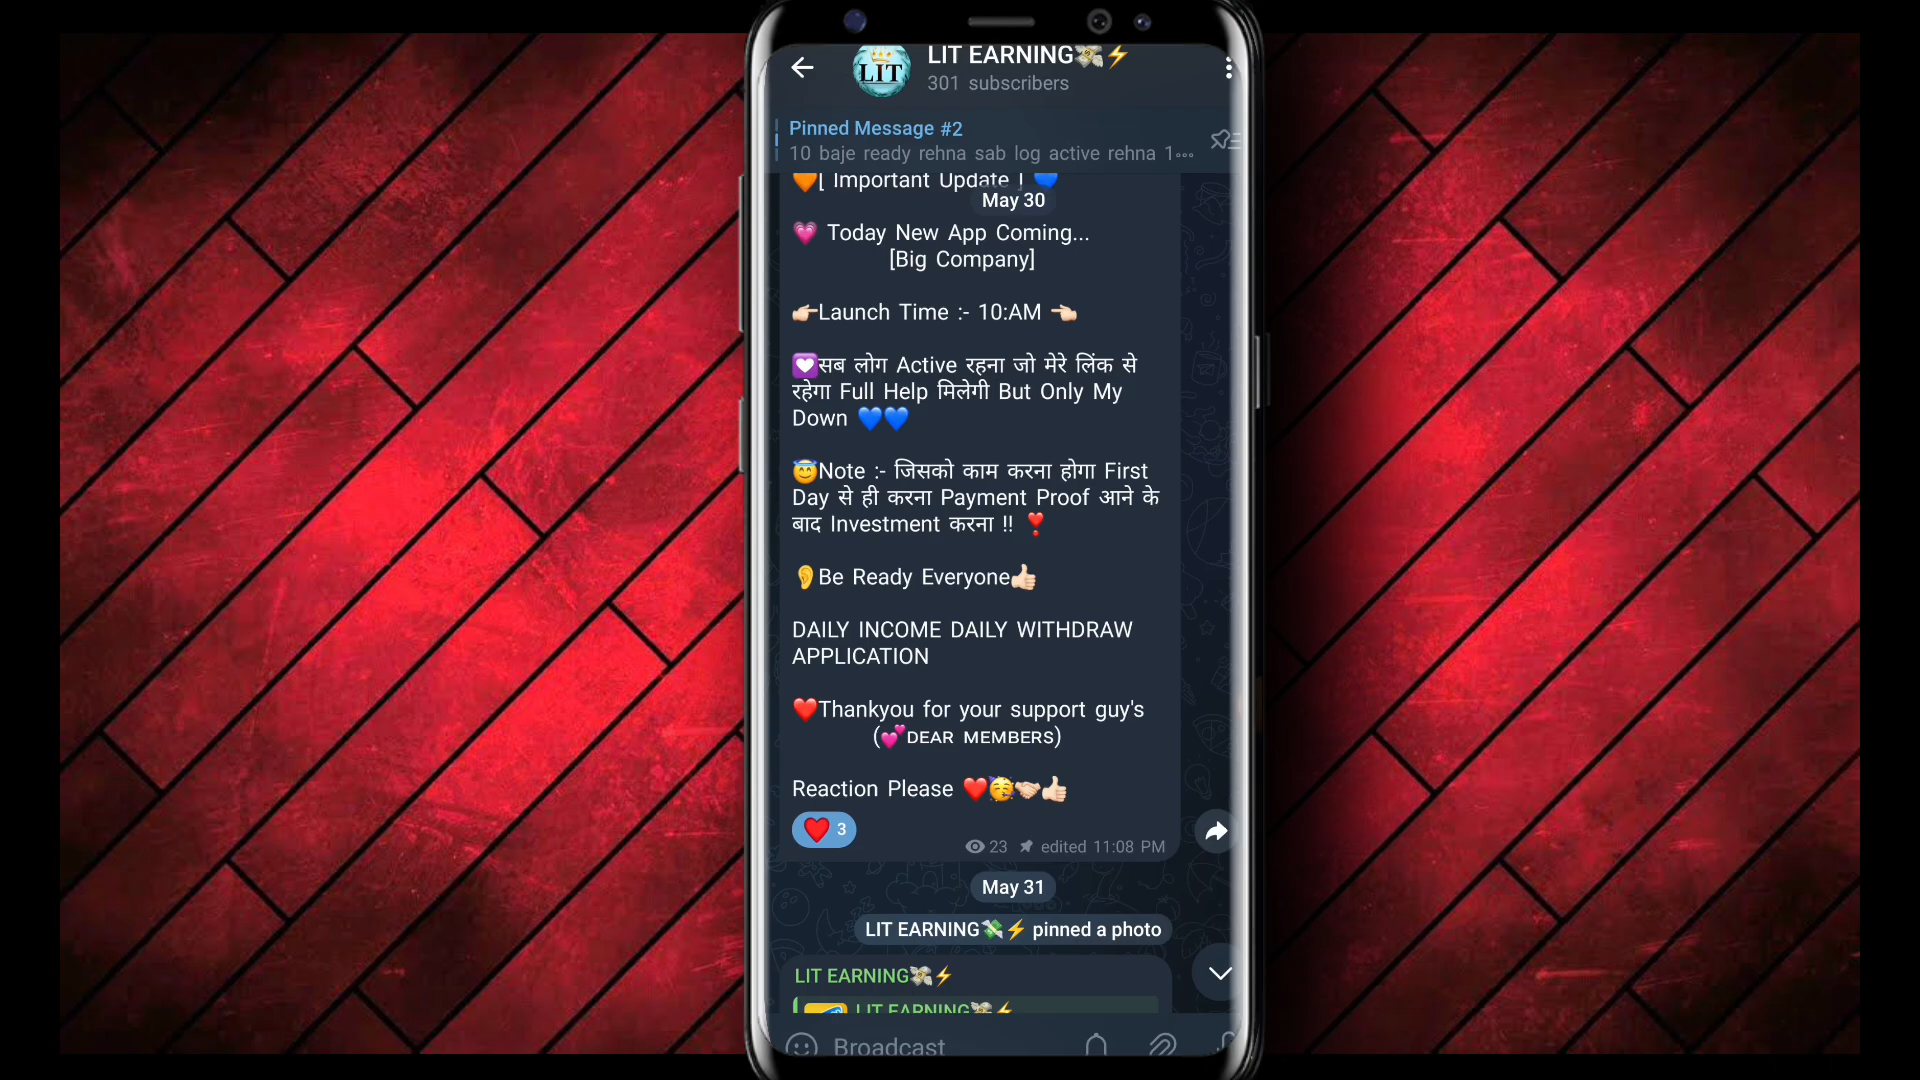 LIT EARNING💸⚡
LIT
301 subscribers
Pinned Message #2
10 baje ready rehna sab log active rehna 1...
🧡[ Important Update ] 💙
May 30
💗 Today New App Coming...
[Big Company]
👉🏻Launch Time :- 10:AM 👈🏻
💟सब लोग Active रहना जो मेरे लिंक से
रहेगा Full Help मिलेगी But Only My
Down 💙💙
😇Note :- जिसको काम करना होगा First
Day से ही करना Payment Proof आने के
बाद Investment करना !! ❣️
👂Be Ready Everyone👍🏻
DAILY INCOME DAILY WITHDRAW
APPLICATION
❤️Thankyou for your support guy's
(💕ᴅᴇᴀʀ ᴍᴇᴍʙᴇʀs)
Reaction Please ❤️🥳🤝🏻👍🏻
❤️ 3
23 edited 11:08 PM
May 31
LIT EARNING💸⚡ pinned a photo
LIT EARNING💸⚡
LIT EARNING💸⚡
Broadcast